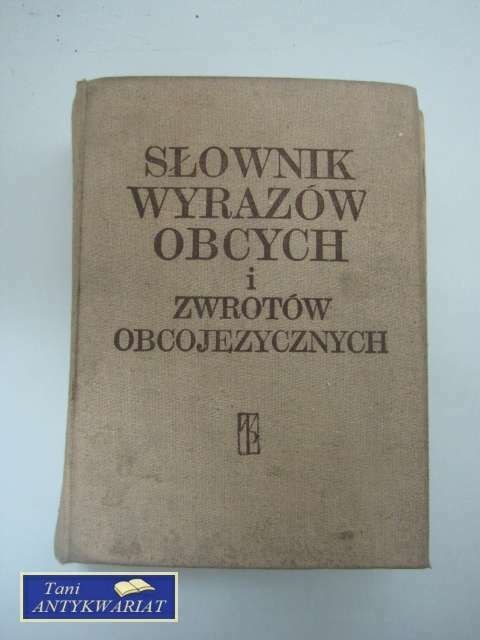 SŁOWNIK
WYRAZÓW
OBCYCH
i
ZWROTÓW
OBCOJĘZYCZNYCH
Tani
ANTYKWARIAT